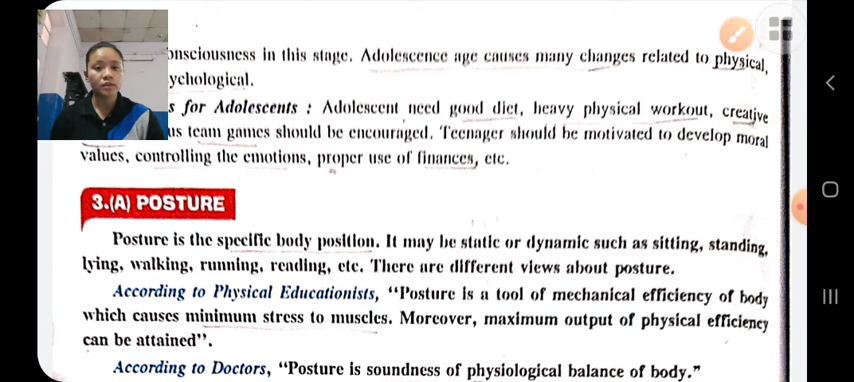 onsciousness in this stage. Adolescence age causes many changes related to physical,
ychological.
s for Adolescents : Adolescent need good diet, heavy physical workout, creative
us team games should be encouraged. Teenager should be motivated to develop moral
values, controlling the emotions, proper use of finances, etc.
3.(A) POSTURE
Posture is the specific body position. It may be static or dynamic such as sitting, standing,
lying, walking, running, reading, etc. There are different views about posture.
According to Physical Educationists, “Posture is a tool of mechanical efficiency of body
which causes minimum stress to muscles. Moreover, maximum output of physical efficiency
can be attained”.
According to Doctors, “Posture is soundness of physiological balance of body.”